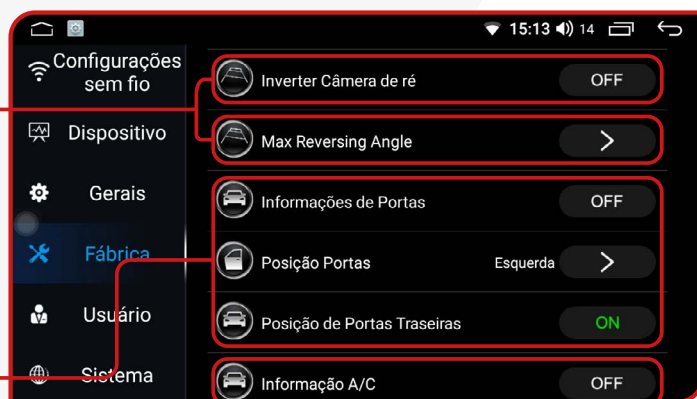 15:13 14
Configurações
sem fio
Dispositivo
Gerais
Fábrica
Usuário
Sistema
Inverter Câmera de ré OFF
Max Reversing Angle
Informações de Portas OFF
Posição Portas Esquerda
Posição de Portas Traseiras ON
Informação A/C OFF